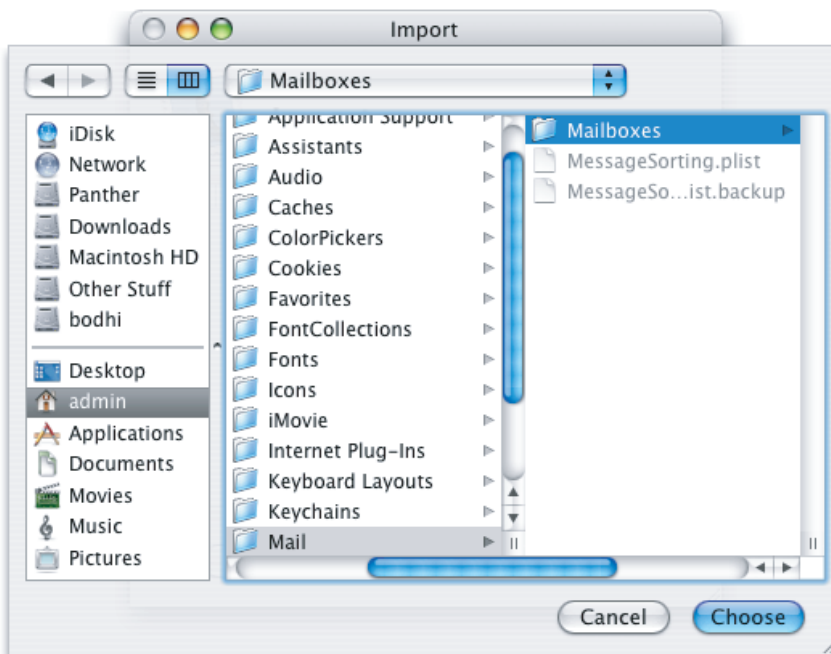 Import
Mailboxes
iDisk
Network
Panther
Downloads
Macintosh HD
Other Stuff
bodhi
Desktop
admin
Applications
Documents
Movies
Music
Pictures
Application Support
Assistants
Audio
Caches
ColorPickers
Cookies
Favorites
FontCollections
Fonts
Icons
iMovie
Internet Plug-Ins
Keyboard Layouts
Keychains
Mail
Mailboxes
MessageSorting.plist
MessageSo...ist.backup
Cancel
Choose